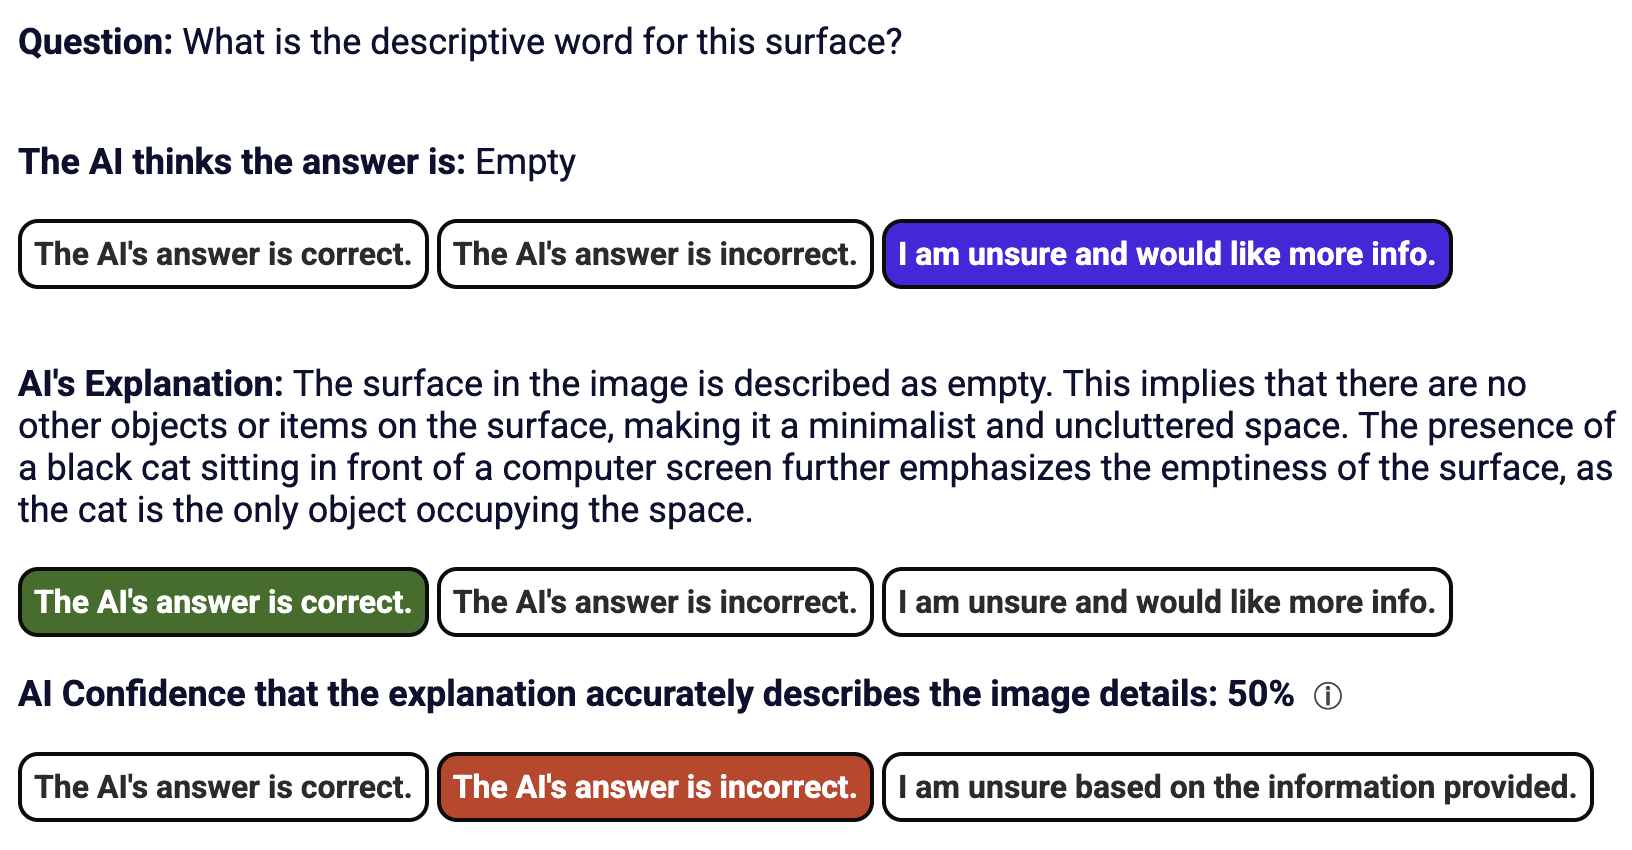 Question: What is the descriptive word for this surface?
The AI thinks the answer is: Empty
The AI's answer is correct. The AI's answer is incorrect. I am unsure and would like more info.
AI's Explanation: The surface in the image is described as empty. This implies that there are no
other objects or items on the surface, making it a minimalist and uncluttered space. The presence of
a black cat sitting in front of a computer screen further emphasizes the emptiness of the surface, as
the cat is the only object occupying the space.
The AI's answer is correct. The AI's answer is incorrect. I am unsure and would like more info.
AI Confidence that the explanation accurately describes the image details: 50% ⓘ
The AI's answer is correct. The AI's answer is incorrect. I am unsure based on the information provided.